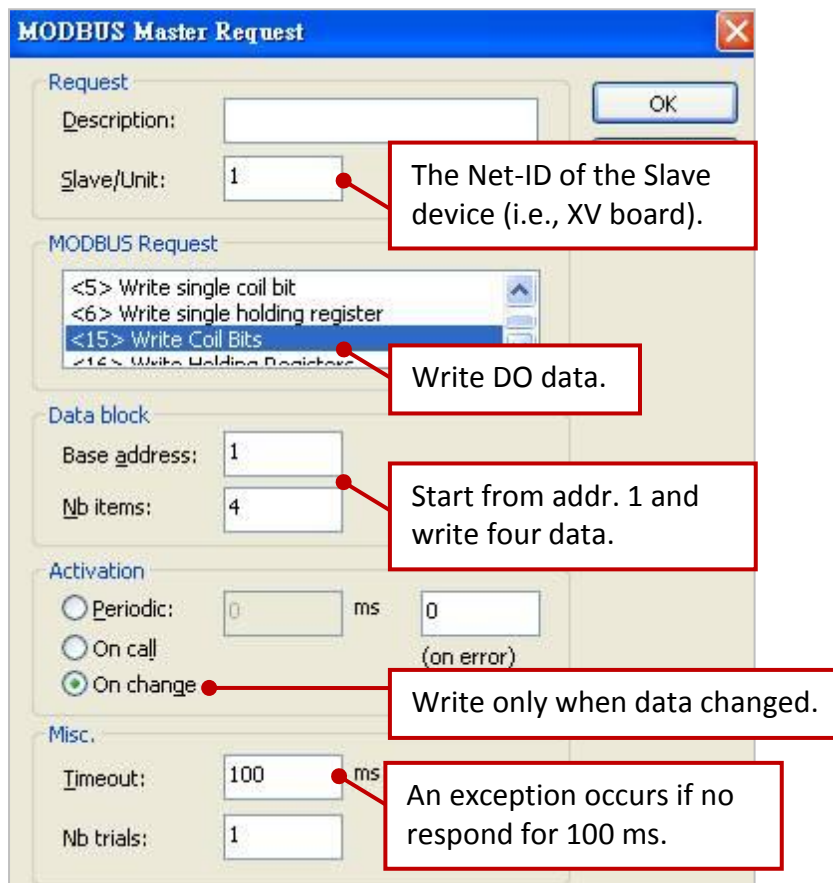 MODBUS Master Request
Request
OK
Description:
Slave/Unit:
1
The Net-ID of the Slave
device (i.e., XV board).
MODBUS Request
<5> Write single coil bit
<6> Write single holding register
<15> Write Coil Bits
<16> Write Holding Registers
Write DO data.
Data block
Base address:
1
Nb items:
4
Start from addr. 1 and
write four data.
Activation
Periodic:
0
ms
0
On call
(on error)
On change
Write only when data changed.
Misc.
Timeout:
100
ms
An exception occurs if no
respond for 100 ms.
Nb trials:
1